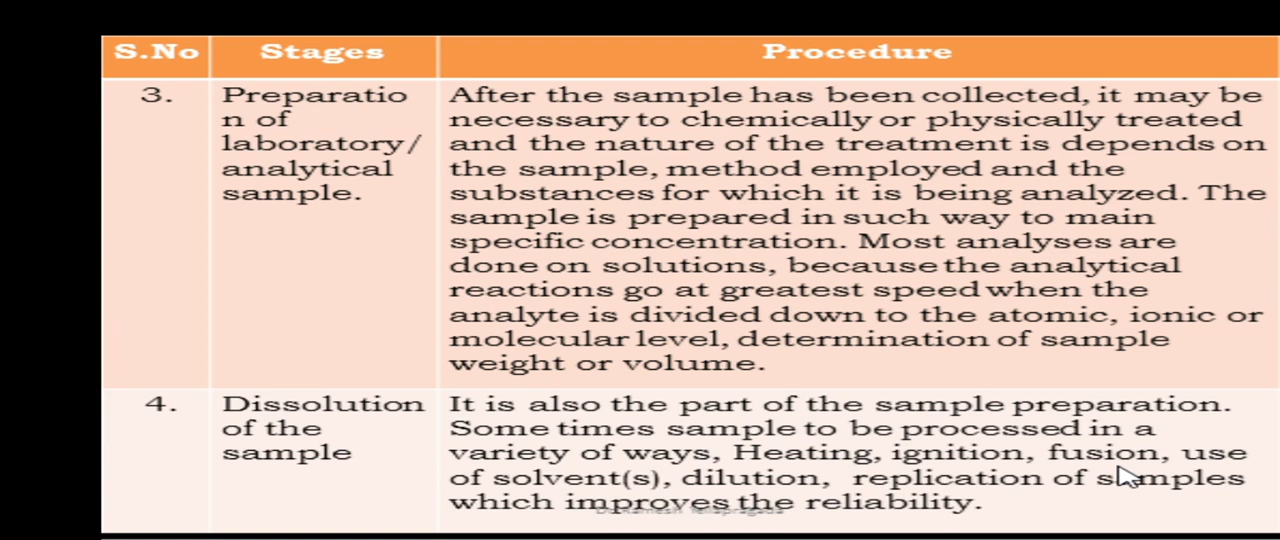 S.No Stages Procedure
3. Preparatio
n of
laboratory/
analytical
sample.
After the sample has been collected, it may be
necessary to chemically or physically treated
and the nature of the treatment is depends on
the sample, method employed and the
substances for which it is being analyzed. The
sample is prepared in such way to main
specific concentration. Most analyses are
done on solutions, because the analytical
reactions go at greatest speed when the
analyte is divided down to the atomic, ionic or
molecular level, determination of sample
weight or volume.
4. Dissolution
of the
sample
It is also the part of the sample preparation.
Some times sample to be processed in a
variety of ways, Heating, ignition, fusion, use
of solvent(s), dilution, replication of samples
which improves the reliability.